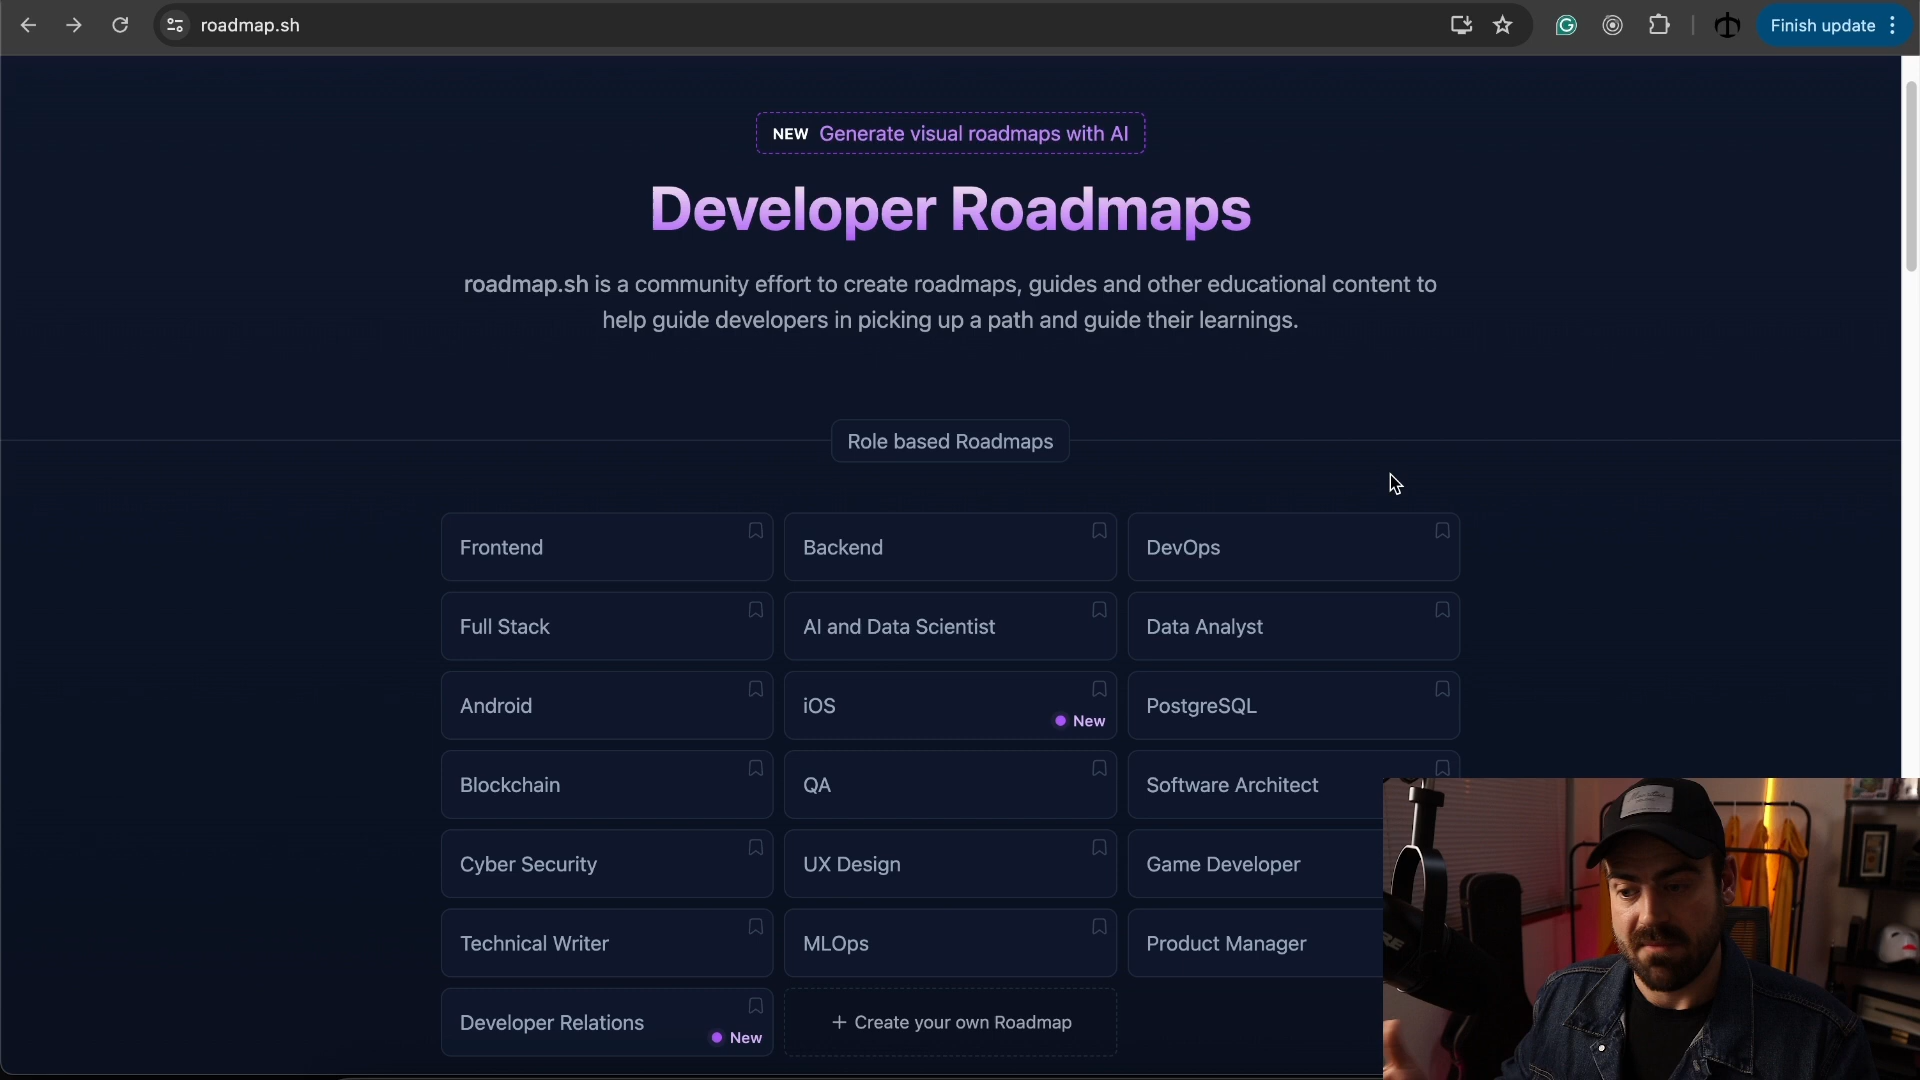 roadmap.sh
Finish update
NEW Generate visual roadmaps with AI
Developer Roadmaps
roadmap.sh is a community effort to create roadmaps, guides and other educational content to
help guide developers in picking up a path and guide their learnings.
Role based Roadmaps
Frontend
Backend
DevOps
Full Stack
AI and Data Scientist
Data Analyst
Android
iOS
New
PostgreSQL
Blockchain
QA
Software Architect
Cyber Security
UX Design
Game Developer
Technical Writer
MLOps
Product Manager
Developer Relations
New
+ Create your own Roadmap